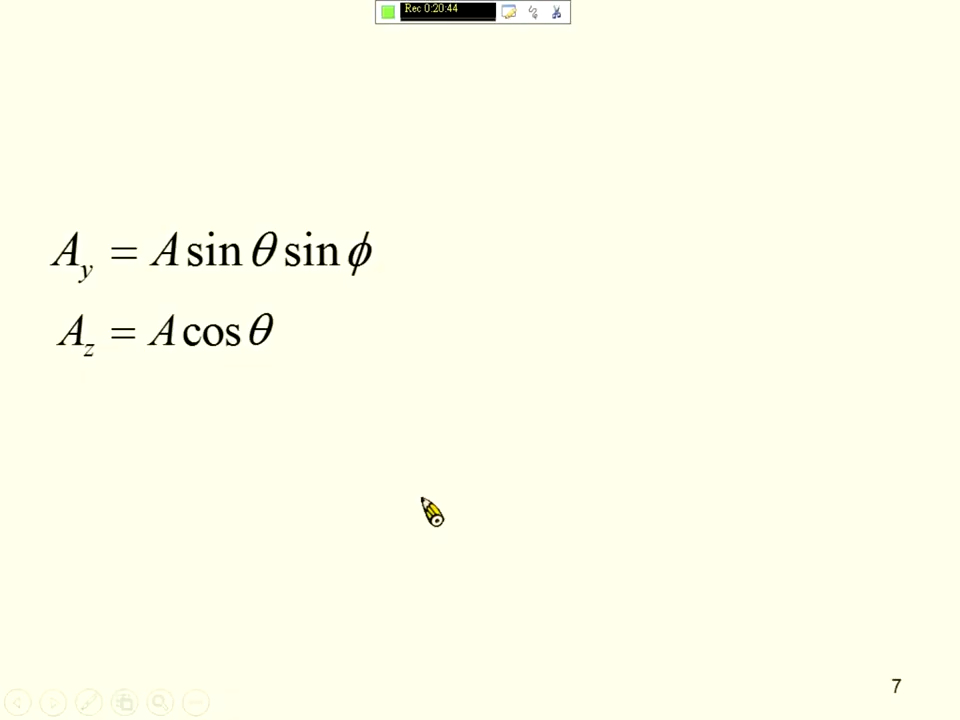 Rec 0:20:44
A_y = A sin θ sin ϕ
A_z = A cos θ
7